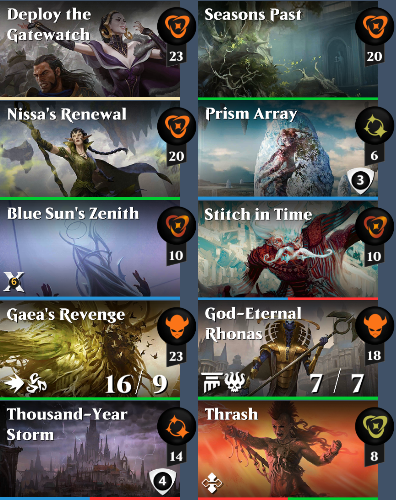 Deploy the
Gatewatch
23
Seasons Past
20
Nissa's Renewal
20
Prism Array
6
3
Blue Sun's Zenith
10
X
6
Stitch in Time
10
Gaea's Revenge
23
16 / 9
God-Eternal
Rhonas
18
7 / 7
Thousand-Year
Storm
14
4
Thrash
8